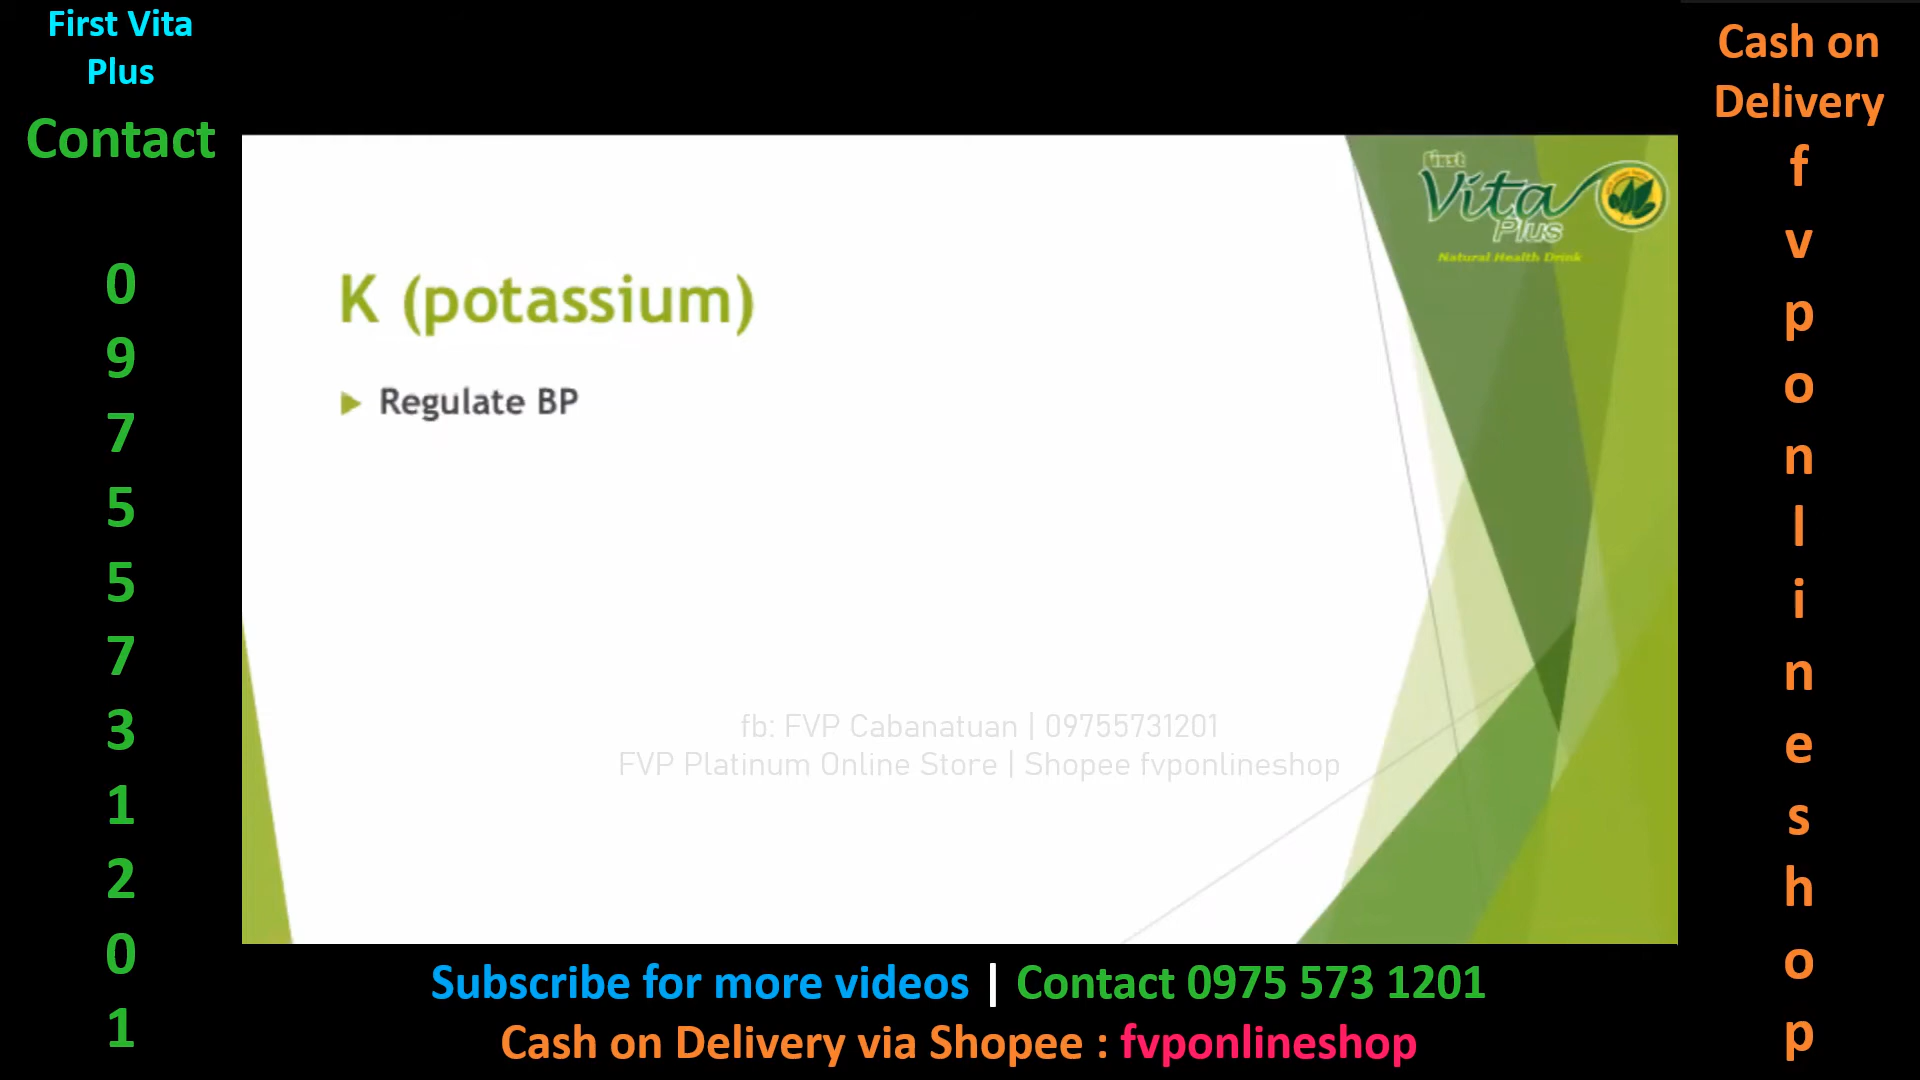 First Vita
Plus
Contact
0
9
7
5
5
7
3
1
2
0
1
first
Vita
Plus
Natural Health Drink
K (potassium)
Regulate BP
fb: FVP Cabanatuan | 09755731201
FVP Platinum Online Store | Shopee fvponlineshop
Subscribe for more videos | Contact 0975 573 1201
Cash on Delivery via Shopee : fvponlineshop
Cash on
Delivery
f
v
p
o
n
l
i
n
e
s
h
o
p